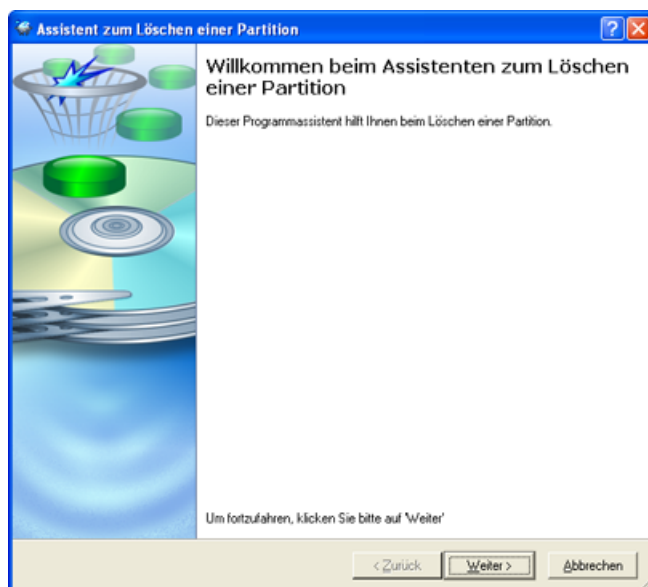 Assistent zum Löschen einer Partition
Willkommen beim Assistenten zum Löschen
einer Partition
Dieser Programmassistent hilft Ihnen beim Löschen einer Partition.
Um fortzufahren, klicken Sie bitte auf 'Weiter'
< Zurück Weiter > Abbrechen